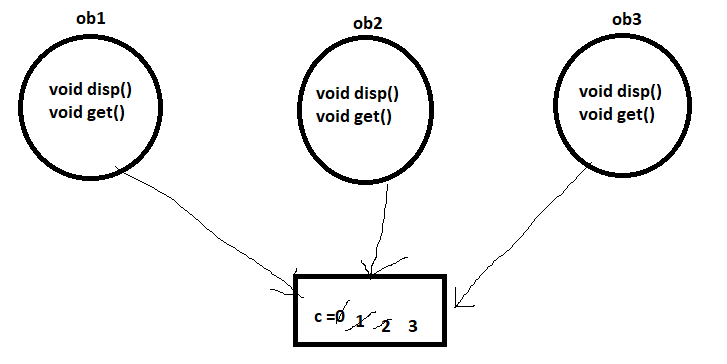 ob1
ob2
ob3
void disp()
void get()
void disp()
void get()
void disp()
void get()
c =0 1 2 3